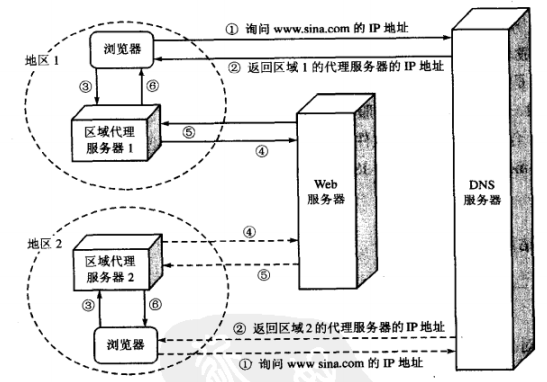 ① 询问 www.sina.com 的 IP 地址
地区 1
浏览器
② 返回区域 1 的代理服务器的 IP 地址
③
⑥
区域代理
服务器 1
⑤
④
Web
服务器
DNS
服务器
地区 2
区域代理
服务器 2
④
⑤
③
⑥
浏览器
② 返回区域 2 的代理服务器的 IP 地址
① 询问 www sina.com 的 IP 地址